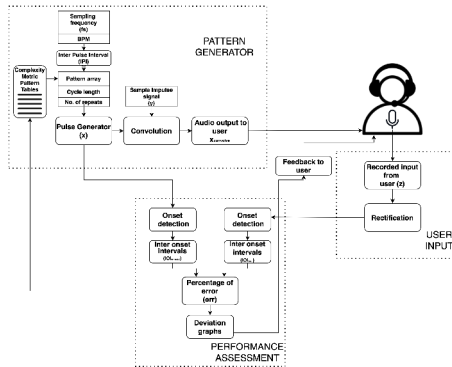 PATTERN
GENERATOR
Sampling
frequency (fs)
BPM
Inter Pulse Interval
(IPI)
Complexity
Metric
Pattern
Tables
Pattern array
Cycle length
No. of repeats
Sample Impulse
signal
(y)
Pulse Generator
(x)
Convolution
Audio output to
user
Feedback to
user
Recorded input
from
user (z)
Rectification
USER
INPUT
Onset
detection
Onset
detection
Inter onset
intervals
Inter onset
intervals
Percentage of
error
(err)
Deviation
graphs
PERFORMANCE
ASSESSMENT